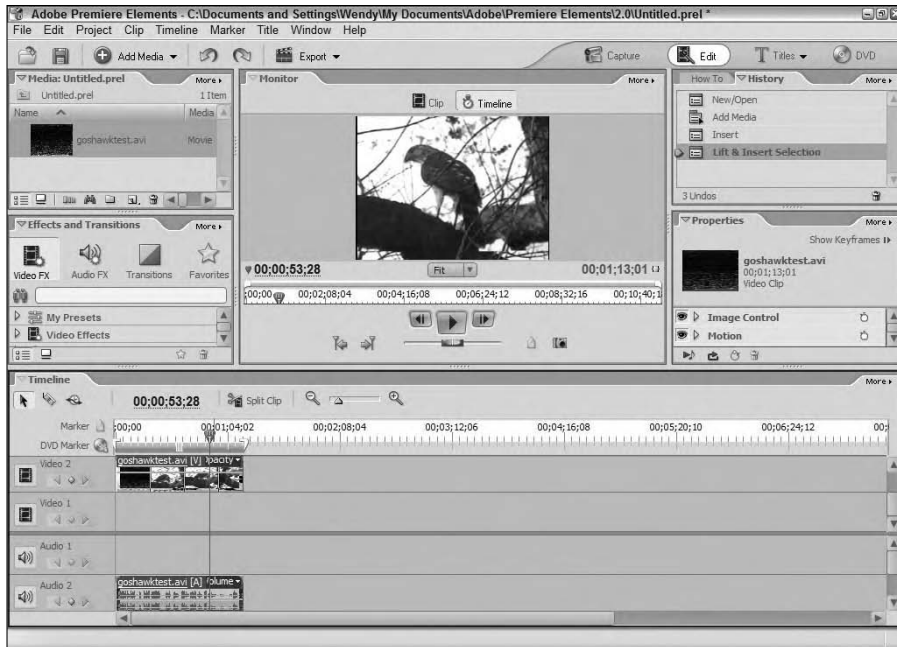 Adobe Premiere Elements - C:\Documents and Settings\Wendy\My Documents\Adobe\Premiere Elements\2.0\Untitled.prel *
File Edit Project Clip Timeline Marker Title Window Help
Add Media Export Capture Edit Titles DVD
Media: Untitled.prel More
Untitled.prel 1 Item
Name Media
goshawktest.avi Movie
Effects and Transitions More
Video FX Audio FX Transitions Favorites
My Presets
Video Effects
Monitor More
Clip Timeline
00;00;53;28 Fit 00;01;13;01
;00;00 00;02;08;04 00;04;16;08 00;06;24;12 00;08;32;16 00;10;40;1
How To History More
New/Open
Add Media
Insert
Lift & Insert Selection
3 Undos
Properties More
Show Keyframes
goshawktest.avi
00;01;13;01
Video Clip
Image Control
Motion
Timeline More
00;00;53;28 Split Clip
Marker ;00;00 00;01;04;02 00;02;08;04 00;03;12;06 00;04;16;08 00;05;20;10 00;06;24;12 00;
DVD Marker
Video 2 goshawktest.avi [V] Opacity
Video 1
Audio 1
Audio 2 goshawktest.avi [A] :olume